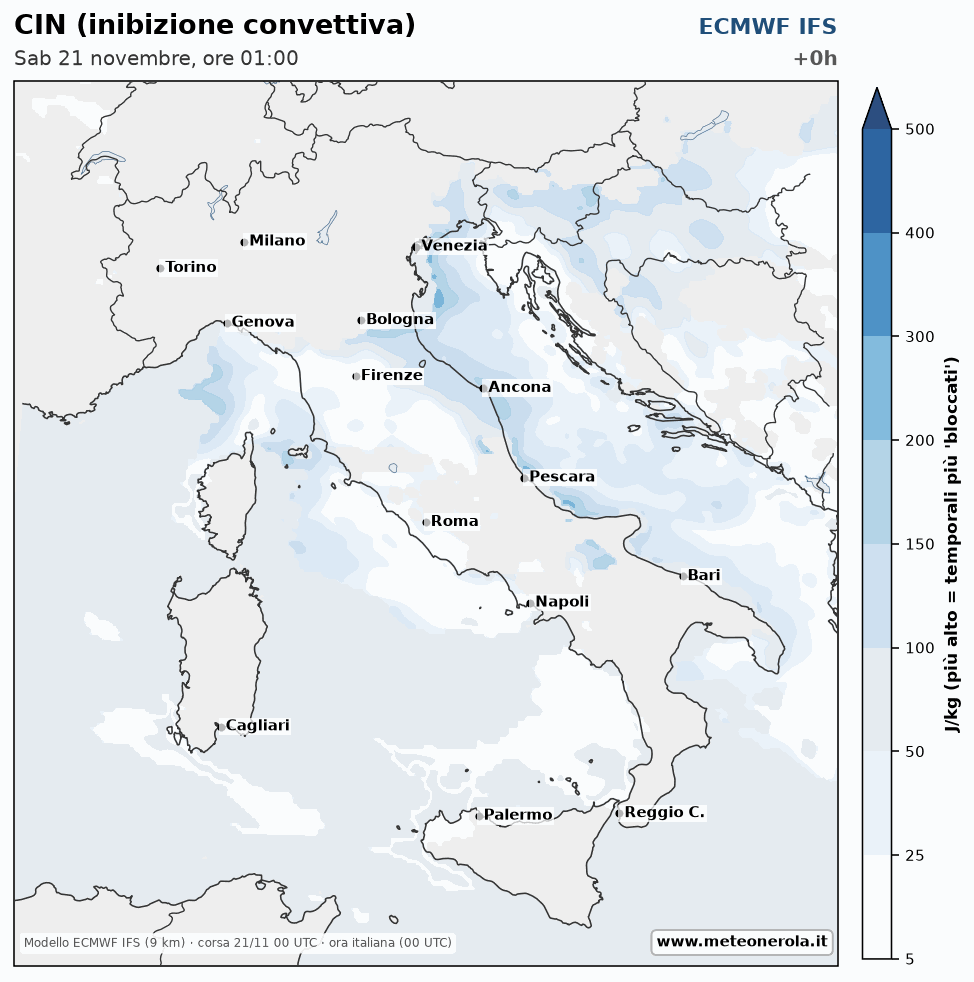 CIN (inibizione convettiva)
ECMWF IFS
Sab 21 novembre, ore 01:00
+0h
500
400
300
200
150
100
50
25
5
J/kg (più alto = temporali più 'bloccati')
Venezia
Milano
Torino
Genova
Bologna
Firenze
Ancona
Pescara
Roma
Bari
Napoli
Cagliari
Palermo
Reggio C.
Modello ECMWF IFS (9 km) · corsa 21/11 00 UTC · ora italiana (00 UTC)
www.meteonerola.it